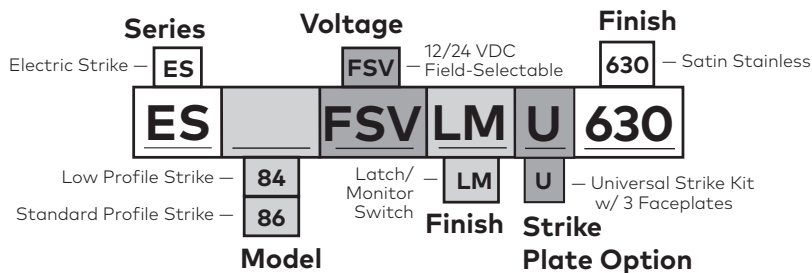 Series
Voltage
Finish
Electric Strike — ES
FSV — 12/24 VDC
Field-Selectable
630 — Satin Stainless
ES FSV LM U 630
Low Profile Strike — 84
Standard Profile Strike — 86
Model
Latch/
Monitor
Switch — LM
Finish
U — Universal Strike Kit
w/ 3 Faceplates
Strike
Plate Option